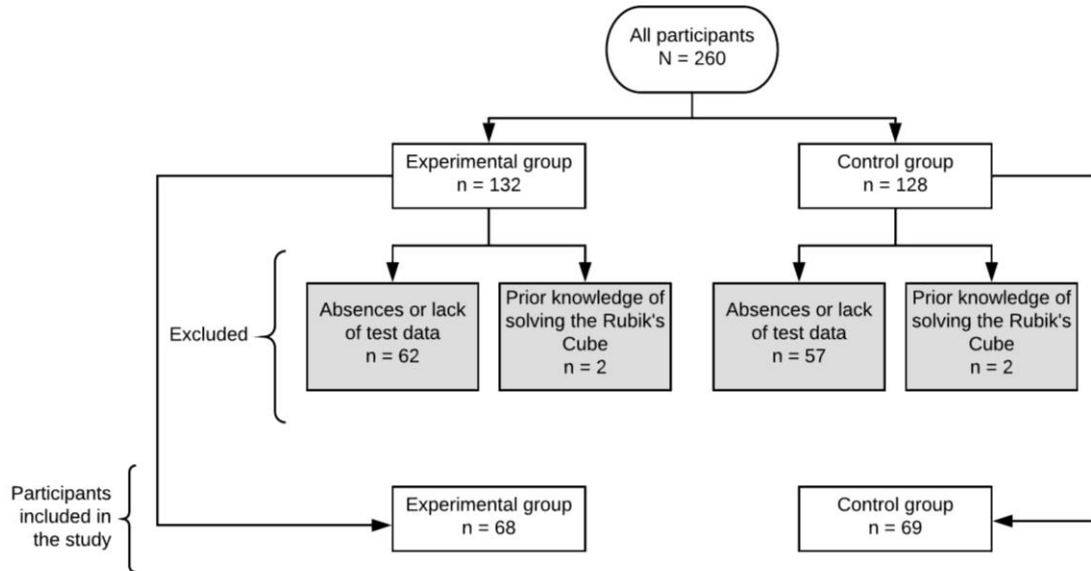 All participants
N = 260
Experimental group
n = 132
Control group
n = 128
Excluded
Absences or lack
of test data
n = 62
Prior knowledge of
solving the Rubik's
Cube
n = 2
Absences or lack
of test data
n = 57
Prior knowledge of
solving the Rubik's
Cube
n = 2
Participants
included in
the study
Experimental group
n = 68
Control group
n = 69